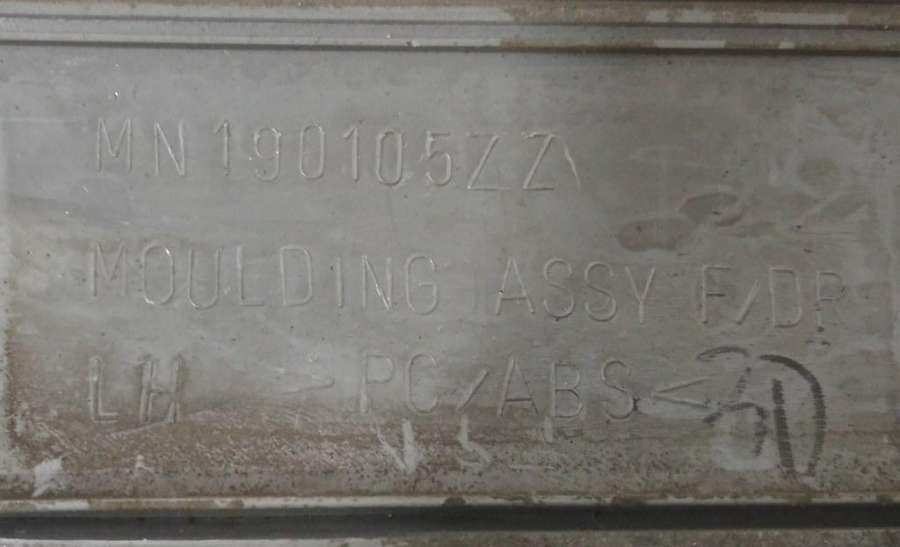 MN190105ZZ
MOULDING ASSY F/DR
LH >PC/ABS<